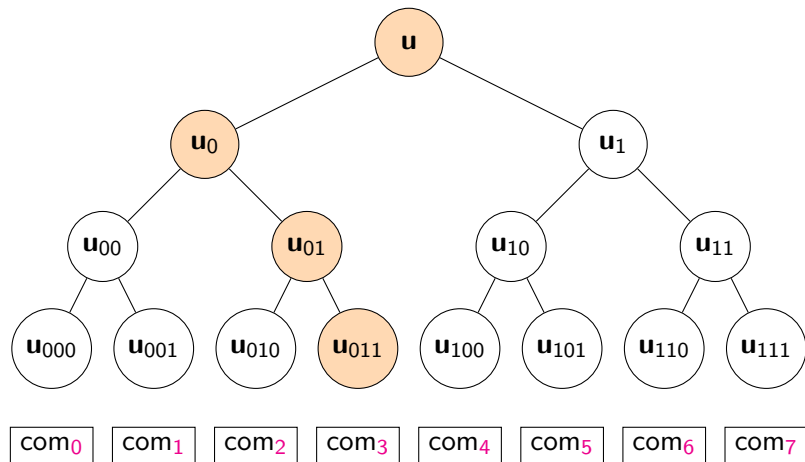 u
u₀ u₁
u₀₀ u₀₁ u₁₀ u₁₁
u₀₀₀ u₀₀₁ u₀₁₀ u₀₁₁ u₁₀₀ u₁₀₁ u₁₁₀ u₁₁₁
com₀ com₁ com₂ com₃ com₄ com₅ com₆ com₇